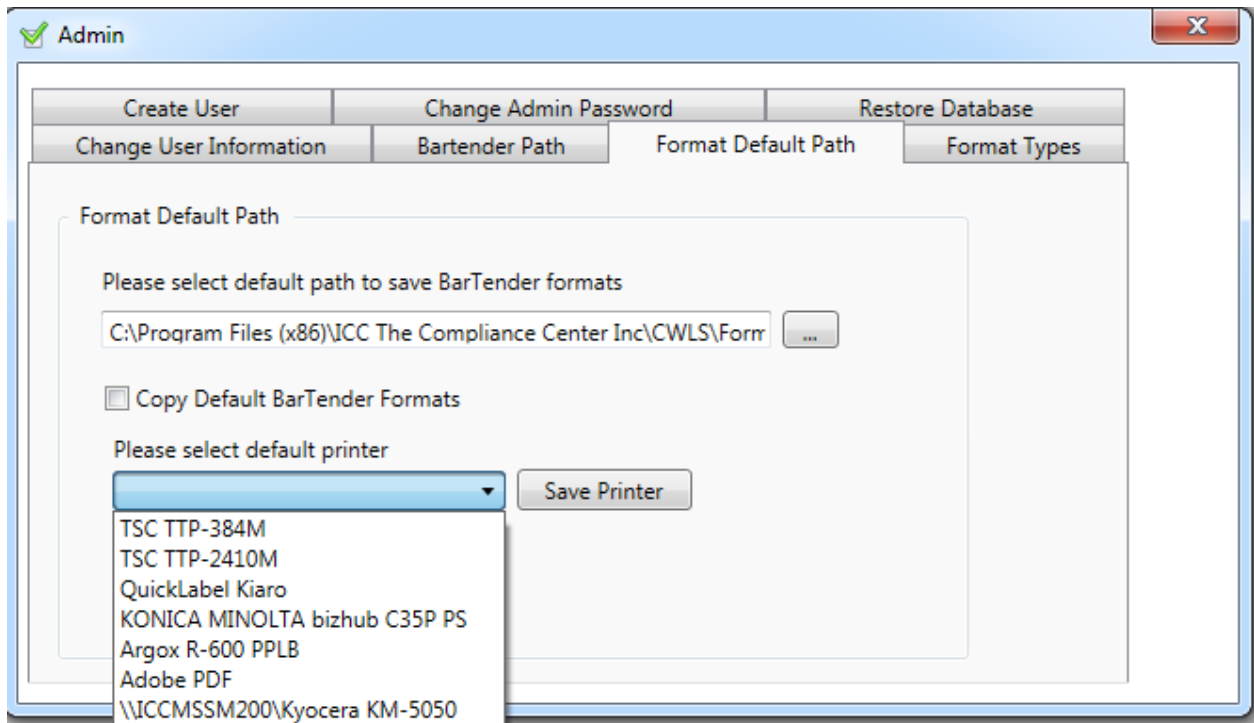 Admin
x
Create User
Change Admin Password
Restore Database
Change User Information
Bartender Path
Format Default Path
Format Types
Format Default Path
Please select default path to save BarTender formats
C:\Program Files (x86)\ICC The Compliance Center Inc\CWLS\Form
...
Copy Default BarTender Formats
Please select default printer
Save Printer
TSC TTP-384M
TSC TTP-2410M
QuickLabel Kiaro
KONICA MINOLTA bizhub C35P PS
Argox R-600 PPLB
Adobe PDF
\\ICCMSSM200\Kyocera KM-5050